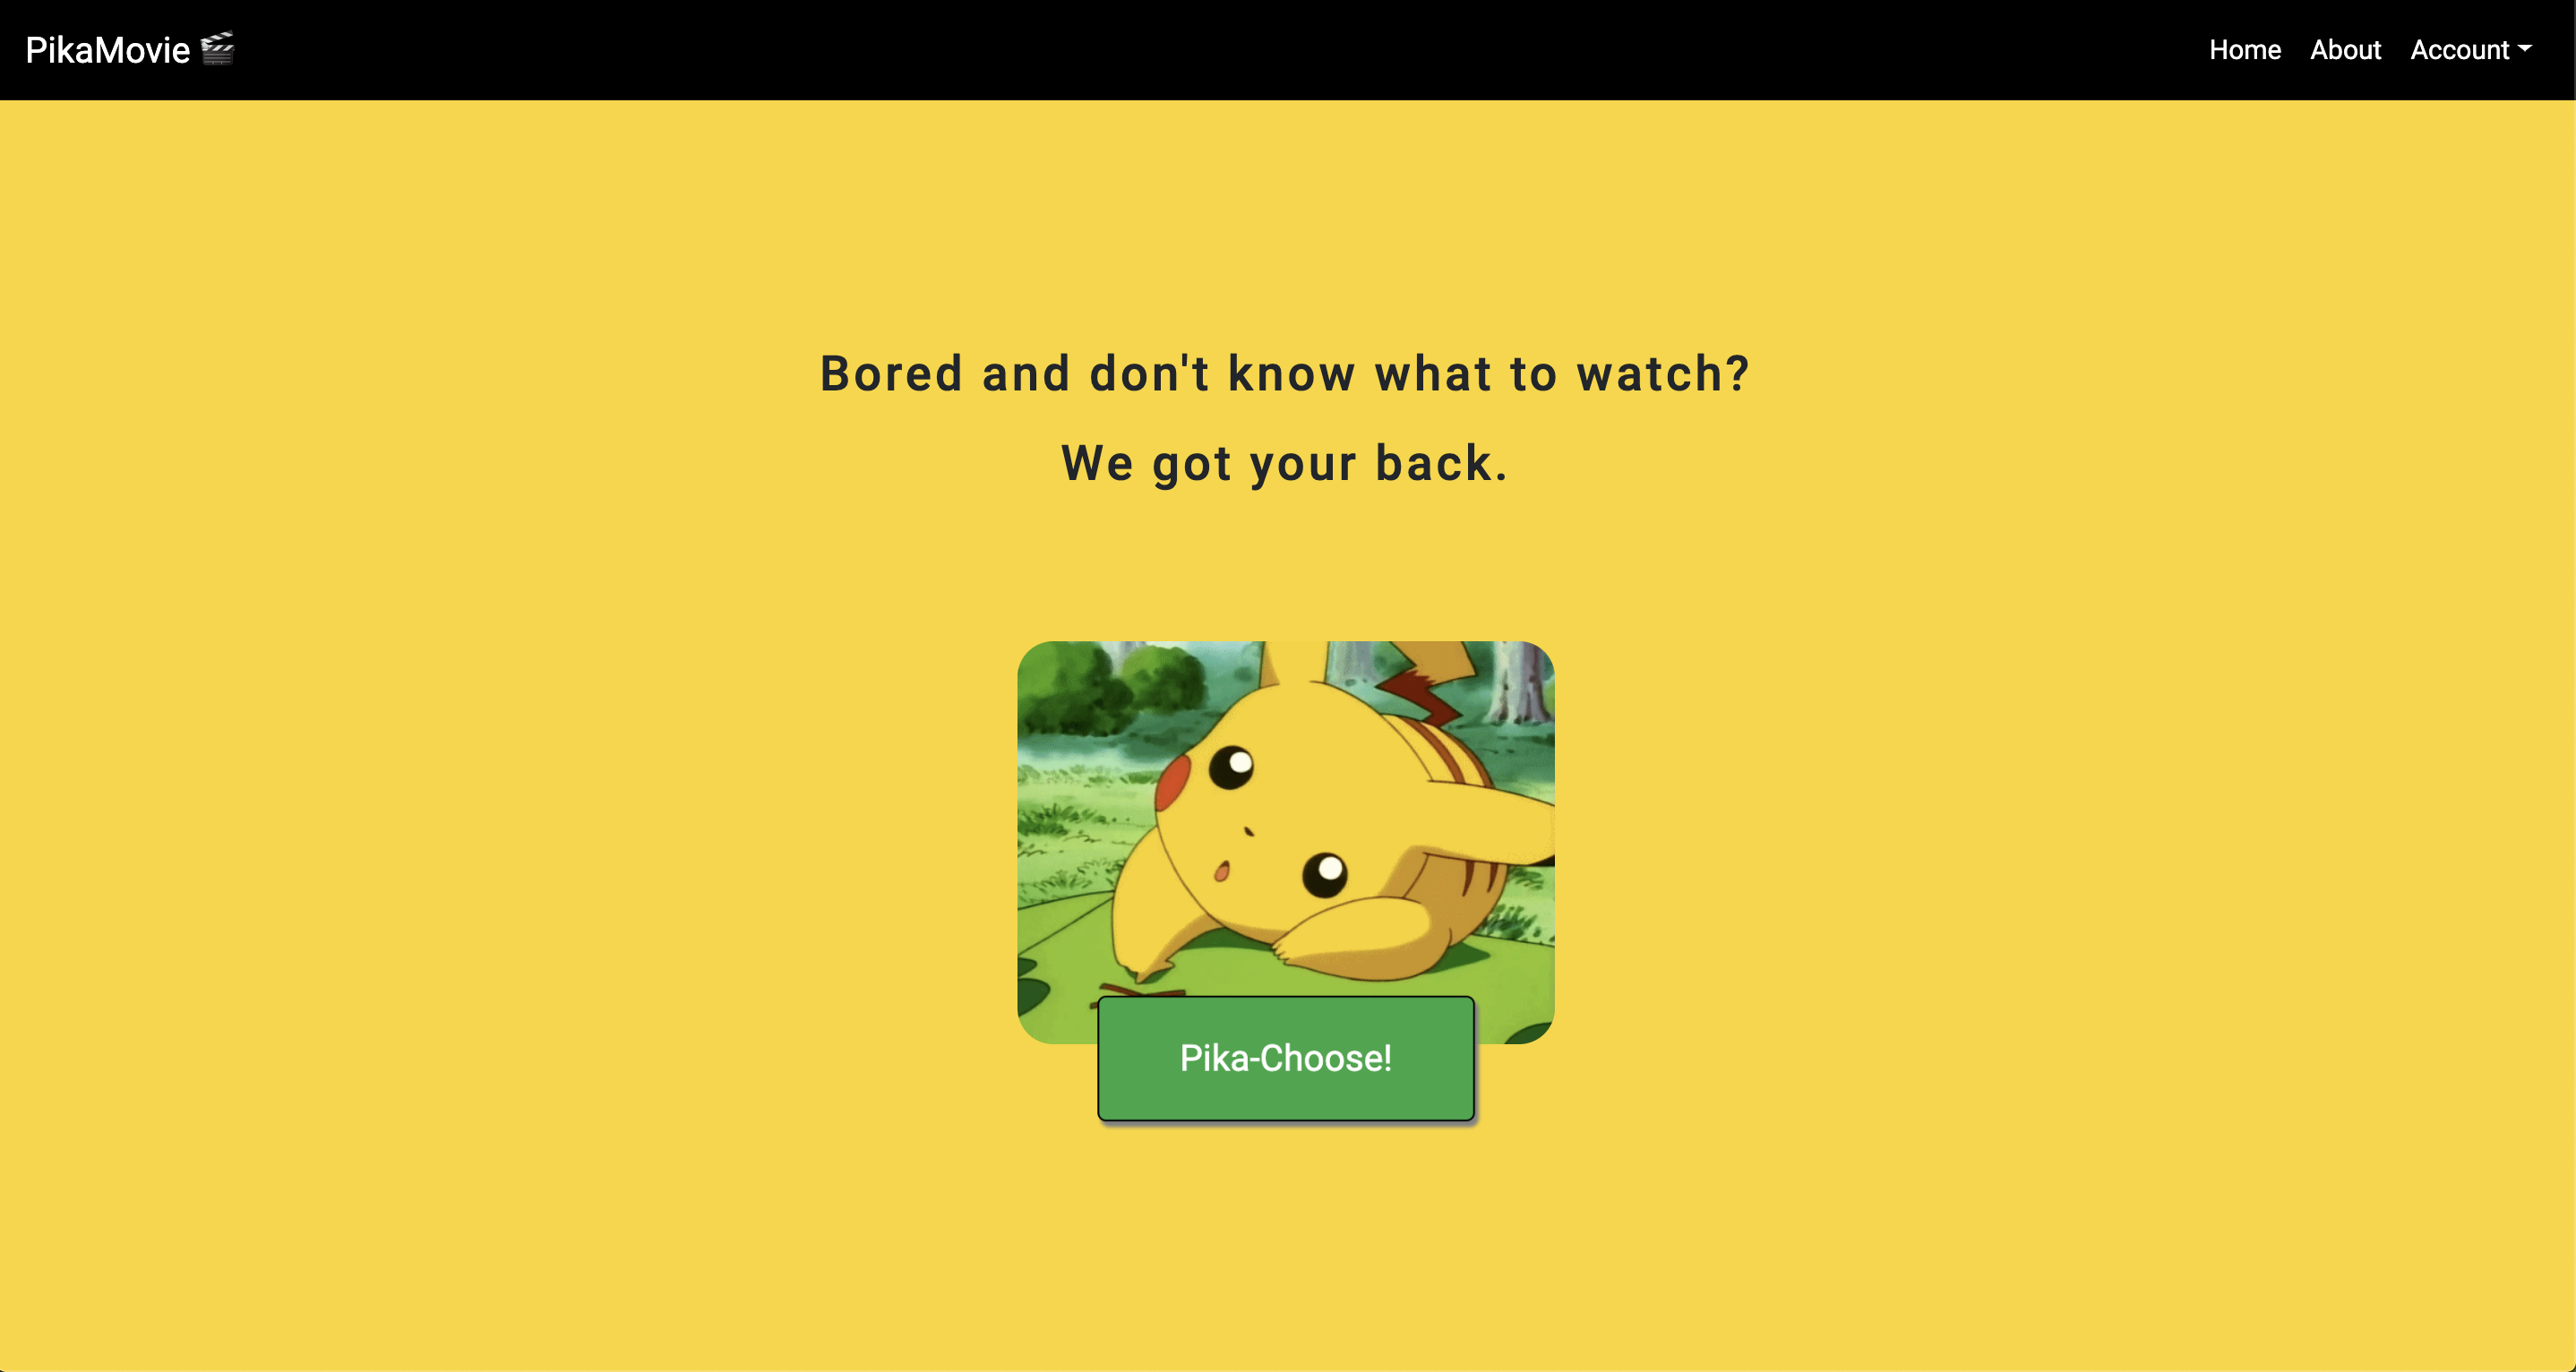 PikaMovie 🎬
Home About Account
Bored and don't know what to watch?
We got your back.
Pika-Choose!